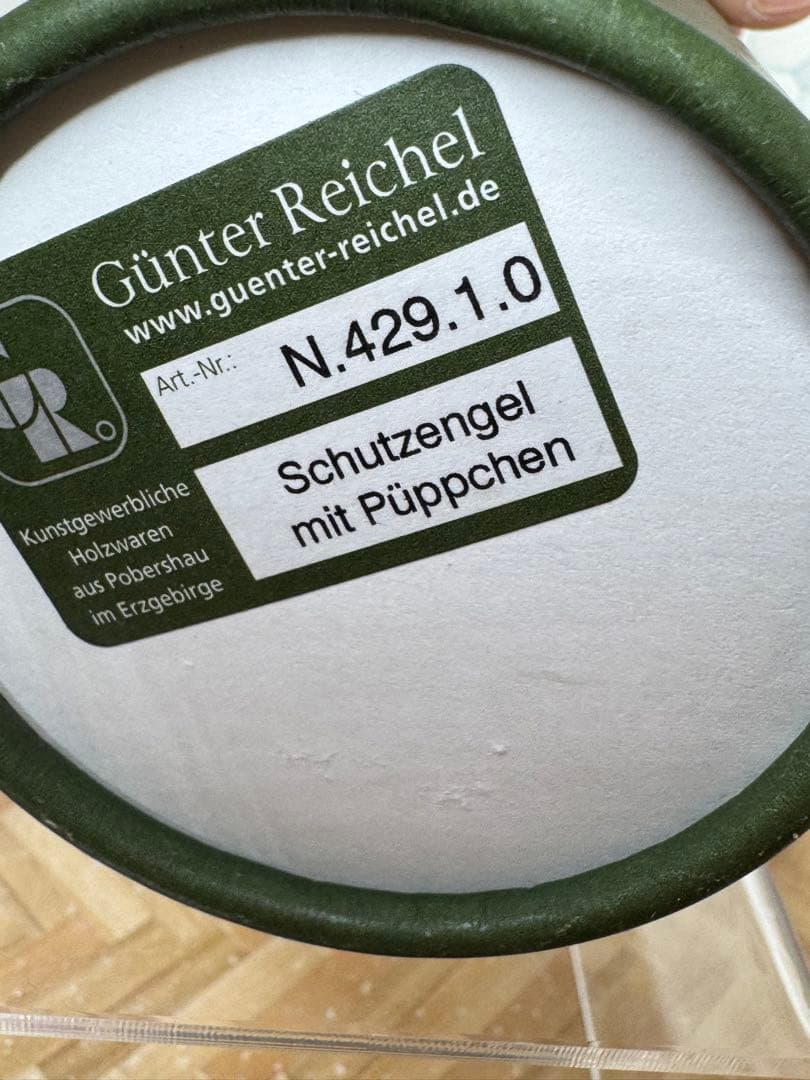 Günter Reichel
www.guenter-reichel.de
Art.-Nr.: N.429.1.0
Schutzengel
mit Püppchen
Kunstgewerbliche
Holzwaren
aus Pobershau
im Erzgebirge